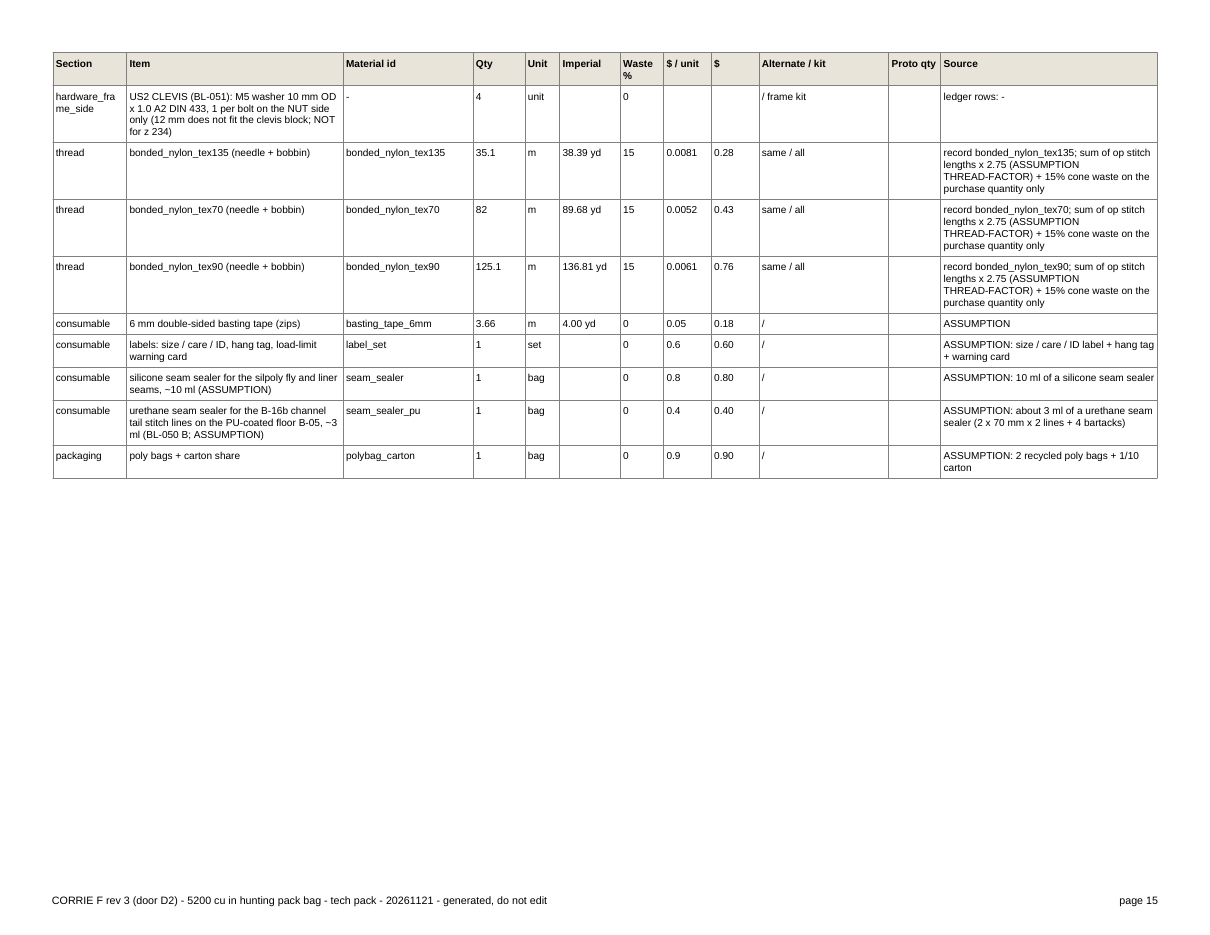 Section Item Material id Qty Unit Imperial Waste % $ / unit $ Alternate / kit Proto qty Source
hardware_fra US2 CLEVIS (BL-051): M5 washer 10 mm OD - 4 unit 0 / frame kit ledger rows: -
me_side x 1.0 A2 DIN 433, 1 per bolt on the NUT side
only (12 mm does not fit the clevis block; NOT
for z 234)
thread bonded_nylon_tex135 (needle + bobbin) bonded_nylon_tex135 35.1 m 38.39 yd 15 0.0081 0.28 same / all record bonded_nylon_tex135; sum of op stitch
lengths x 2.75 (ASSUMPTION
THREAD-FACTOR) + 15% cone waste on the
purchase quantity only
thread bonded_nylon_tex70 (needle + bobbin) bonded_nylon_tex70 82 m 89.68 yd 15 0.0052 0.43 same / all record bonded_nylon_tex70; sum of op stitch
lengths x 2.75 (ASSUMPTION
THREAD-FACTOR) + 15% cone waste on the
purchase quantity only
thread bonded_nylon_tex90 (needle + bobbin) bonded_nylon_tex90 125.1 m 136.81 yd 15 0.0061 0.76 same / all record bonded_nylon_tex90; sum of op stitch
lengths x 2.75 (ASSUMPTION
THREAD-FACTOR) + 15% cone waste on the
purchase quantity only
consumable 6 mm double-sided basting tape (zips) basting_tape_6mm 3.66 m 4.00 yd 0 0.05 0.18 / ASSUMPTION
consumable labels: size / care / ID, hang tag, load-limit label_set 1 set 0 0.6 0.60 / ASSUMPTION: size / care / ID label + hang tag
warning card + warning card
consumable silicone seam sealer for the silpoly fly and liner seam_sealer 1 bag 0 0.8 0.80 / ASSUMPTION: 10 ml of a silicone seam sealer
seams, ~10 ml (ASSUMPTION)
consumable urethane seam sealer for the B-16b channel seam_sealer_pu 1 bag 0 0.4 0.40 / ASSUMPTION: about 3 ml of a urethane seam
tail stitch lines on the PU-coated floor B-05, ~3 sealer (2 x 70 mm x 2 lines + 4 bartacks)
ml (BL-050 B; ASSUMPTION)
packaging poly bags + carton share polybag_carton 1 bag 0 0.9 0.90 / ASSUMPTION: 2 recycled poly bags + 1/10
carton
CORRIE F rev 3 (door D2) - 5200 cu in hunting pack bag - tech pack - 20261121 - generated, do not edit page 15